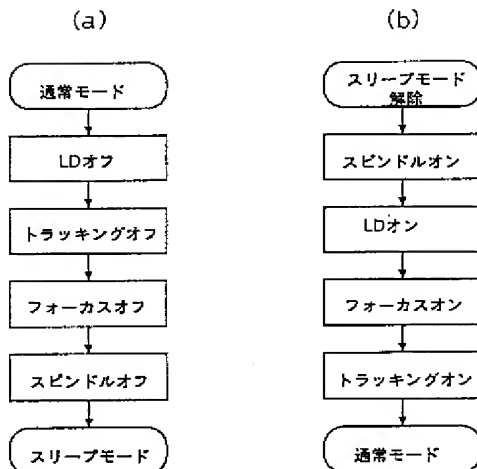 (a)
通常モード
LDオフ
トラッキングオフ
フォーカスオフ
スピンドルオフ
スリープモード
(b)
スリープモード
解除
スピンドルオン
LDオン
フォーカスオン
トラッキングオン
通常モード